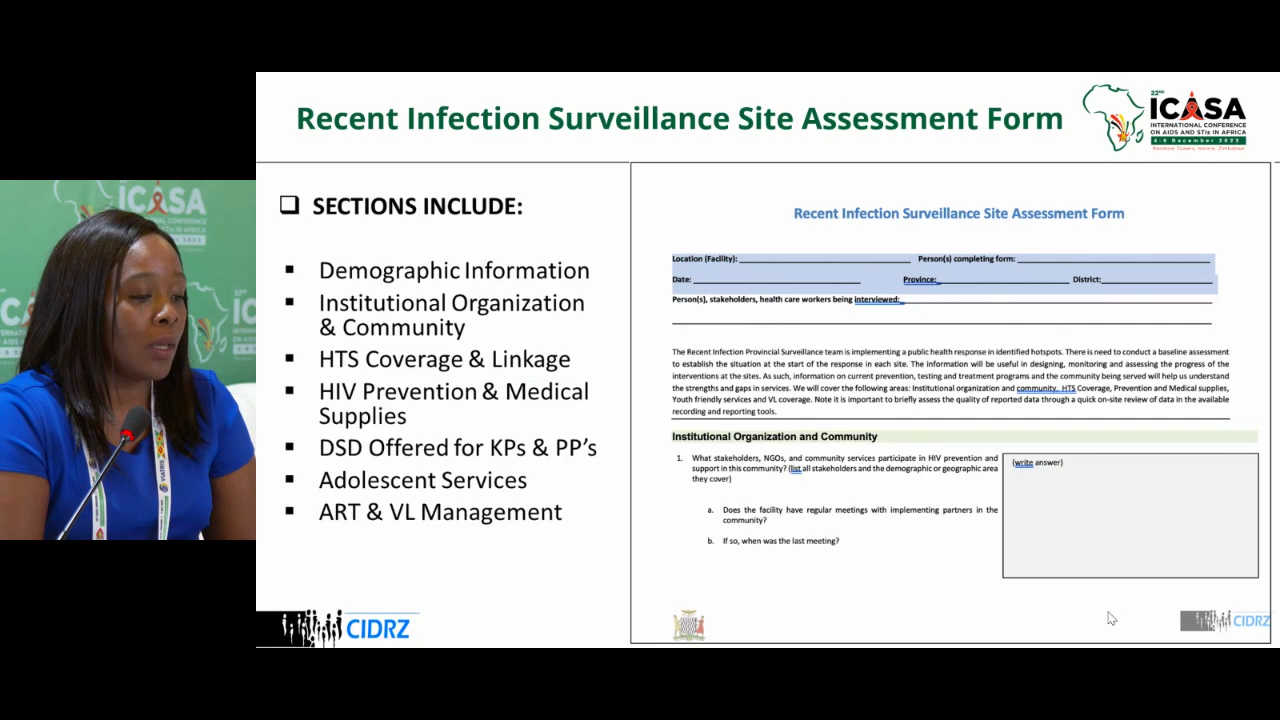 Recent Infection Surveillance Site Assessment Form
22ND
ICASA
INTERNATIONAL CONFERENCE
ON AIDS AND STIs IN AFRICA
Rainbow Towers, Harare, Zimbabwe
❑ SECTIONS INCLUDE:
▪ Demographic Information
▪ Institutional Organization
& Community
▪ HTS Coverage & Linkage
▪ HIV Prevention & Medical
Supplies
▪ DSD Offered for KPs & PP’s
▪ Adolescent Services
▪ ART & VL Management
CIDRZ
Recent Infection Surveillance Site Assessment Form
Location (Facility): Person(s) completing form:
Date: Province: District:
Person(s), stakeholders, health care workers being interviewed:
The Recent Infection Provincial Surveillance team is implementing a public health response in identified hotspots. There is need to conduct a baseline assessment
to establish the situation at the start of the response in each site. The information will be useful in designing, monitoring and assessing the progress of the
interventions at the sites. As such, information on current prevention, testing and treatment programs and the community being served will help us understand
the strengths and gaps in services. We will cover the following areas: Institutional organization and community, HTS Coverage, Prevention and Medical supplies,
Youth friendly services and VL coverage. Note it is important to briefly assess the quality of reported data through a quick on-site review of data in the available
recording and reporting tools.
Institutional Organization and Community
1. What stakeholders, NGOs, and community services participate in HIV prevention and
support in this community? (list all stakeholders and the demographic or geographic area
they cover)
(write answer)
a. Does the facility have regular meetings with implementing partners in the
community?
b. If so, when was the last meeting?
CIDRZ
ICASA
INTERNATIONAL CONFERENCE
VIATRIS